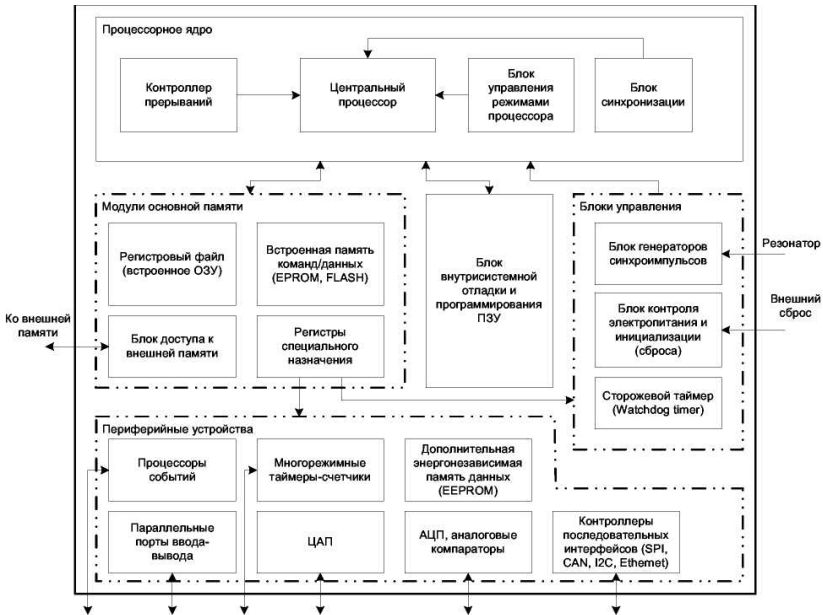 Процессорное ядро
Контроллер
прерываний
Центральный
процессор
Блок
управления
режимами
процессора
Блок
синхронизации
Модули основной памяти
Регистровый файл
(встроенное ОЗУ)
Встроенная память
команд/данных
(EPROM, FLASH)
Блок доступа к
внешней памяти
Регистры
специального
назначения
Ко внешней
памяти
Блок
внутрисистемной
отладки и
программирования
ПЗУ
Блоки управления
Блок генераторов
синхроимпульсов
Резонатор
Блок контроля
электропитания и
инициализации
(сброса)
Внешний
сброс
Сторожевой таймер
(Watchdog timer)
Периферийные устройства
Процессоры
событий
Многорежимные
таймеры-счетчики
Дополнительная
энергонезависимая
память данных
(EEPROM)
Параллельные
порты ввода-
вывода
ЦАП
АЦП, аналоговые
компараторы
Контроллеры
последовательных
интерфейсов (SPI,
CAN, I2C, Ethernet)